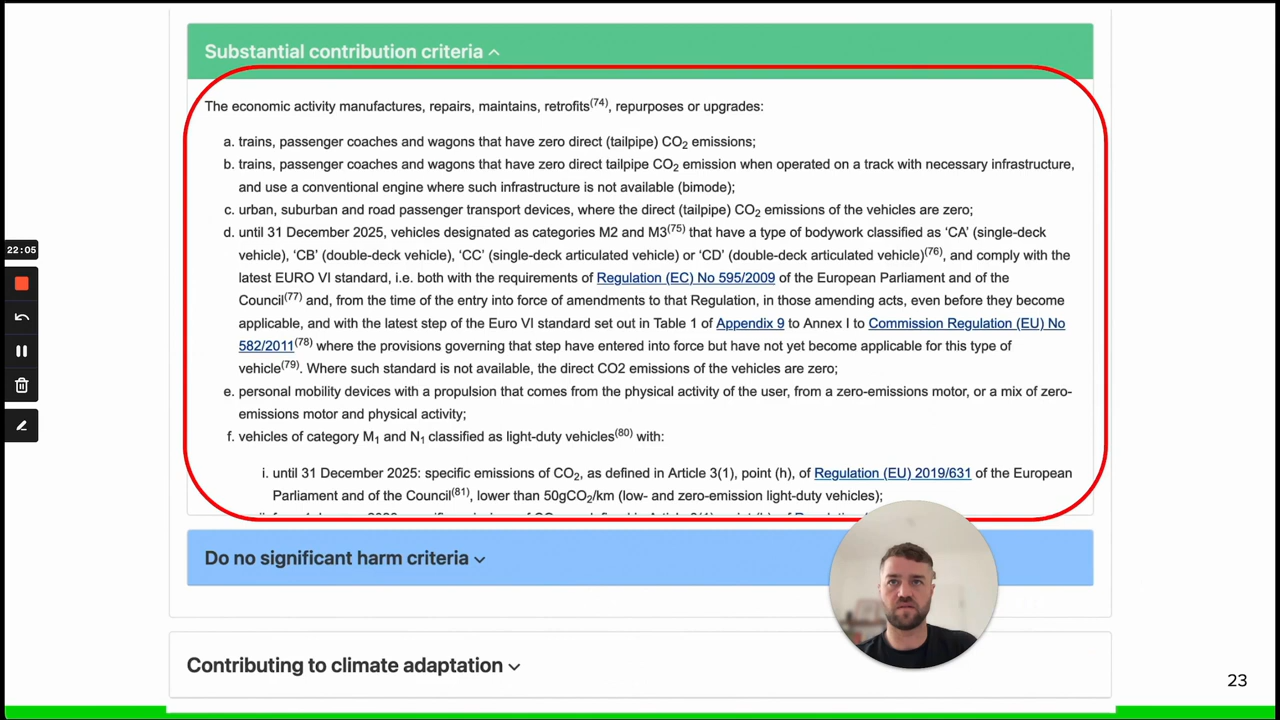 Substantial contribution criteria
The economic activity manufactures, repairs, maintains, retrofits(74), repurposes or upgrades:
a. trains, passenger coaches and wagons that have zero direct (tailpipe) CO2 emissions;
b. trains, passenger coaches and wagons that have zero direct tailpipe CO2 emission when operated on a track with necessary infrastructure,
and use a conventional engine where such infrastructure is not available (bimode);
c. urban, suburban and road passenger transport devices, where the direct (tailpipe) CO2 emissions of the vehicles are zero;
d. until 31 December 2025, vehicles designated as categories M2 and M3(75) that have a type of bodywork classified as ‘CA’ (single-deck
vehicle), ‘CB’ (double-deck vehicle), ‘CC’ (single-deck articulated vehicle) or ‘CD’ (double-deck articulated vehicle)(76), and comply with the
latest EURO VI standard, i.e. both with the requirements of Regulation (EC) No 595/2009 of the European Parliament and of the
Council(77) and, from the time of the entry into force of amendments to that Regulation, in those amending acts, even before they become
applicable, and with the latest step of the Euro VI standard set out in Table 1 of Appendix 9 to Annex I to Commission Regulation (EU) No
582/2011(78) where the provisions governing that step have entered into force but have not yet become applicable for this type of
vehicle(79). Where such standard is not available, the direct CO2 emissions of the vehicles are zero;
e. personal mobility devices with a propulsion that comes from the physical activity of the user, from a zero-emissions motor, or a mix of zero-
emissions motor and physical activity;
f. vehicles of category M1 and N1 classified as light-duty vehicles(80) with:
i. until 31 December 2025: specific emissions of CO2, as defined in Article 3(1), point (h), of Regulation (EU) 2019/631 of the European
Parliament and of the Council(81), lower than 50gCO2/km (low- and zero-emission light-duty vehicles);
22:05
Do no significant harm criteria
Contributing to climate adaptation
23